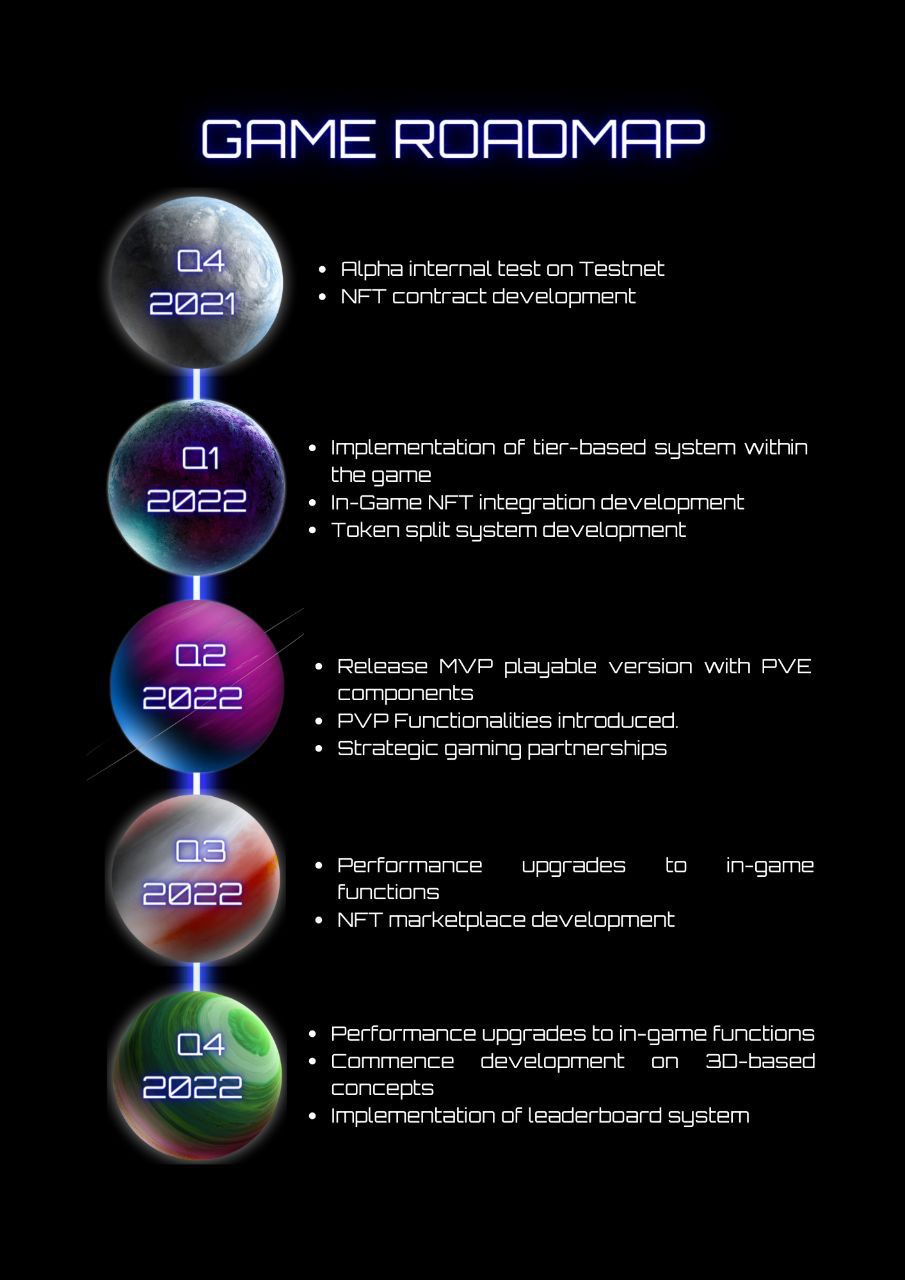 GAME ROADMAP
Q4
2021
• Alpha internal test on Testnet
• NFT contract development
Q1
2022
• Implementation of tier-based system within
the game
• In-Game NFT integration development
• Token split system development
Q2
2022
• Release MVP playable version with PVE
components
• PVP Functionalities introduced.
• Strategic gaming partnerships
Q3
2022
• Performance upgrades to in-game
functions
• NFT marketplace development
Q4
2022
• Performance upgrades to in-game functions
• Commence development on 3D-based
concepts
• Implementation of leaderboard system